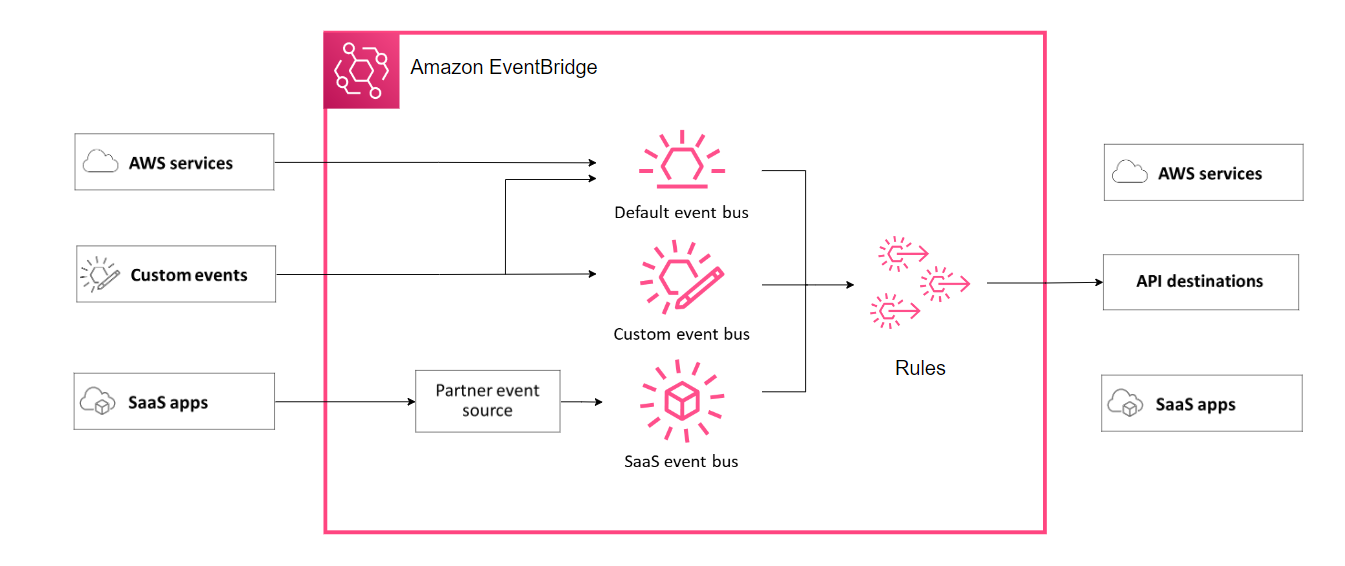 Amazon EventBridge
AWS services
Custom events
SaaS apps
Partner event
source
Default event bus
Custom event bus
SaaS event bus
Rules
AWS services
API destinations
SaaS apps